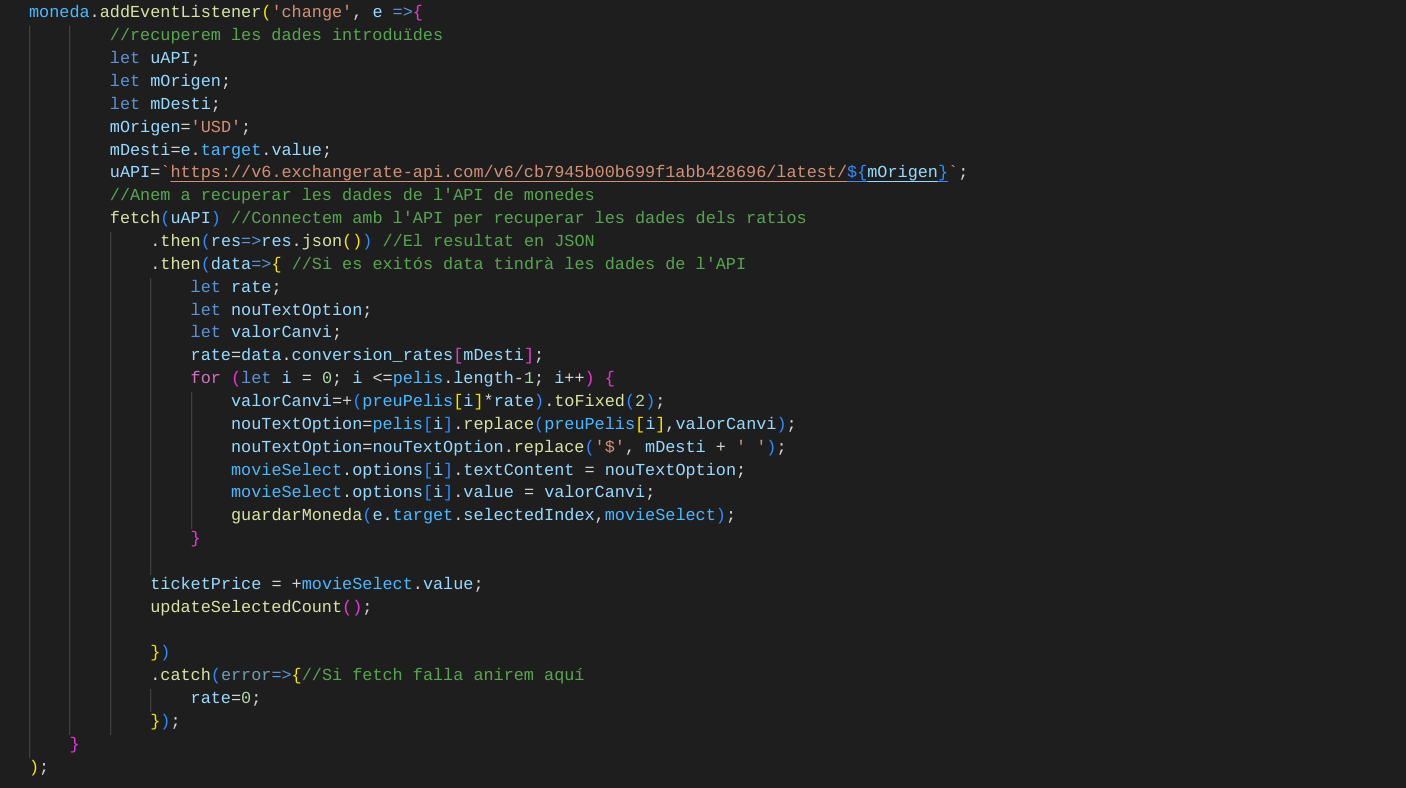 moneda.addEventListener('change', e =>{
//recuperem les dades introduïdes
let uAPI;
let mOrigen;
let mDesti;
mOrigen='USD';
mDesti=e.target.value;
uAPI=`https://v6.exchangerate-api.com/v6/cb7945b00b699f1abb428696/latest/${mOrigen}`;
//Anem a recuperar les dades de l'API de monedes
fetch(uAPI) //Connectem amb l'API per recuperar les dades dels ratios
.then(res=>res.json()) //El resultat en JSON
.then(data=>{ //Si es exitós data tindrà les dades de l'API
let rate;
let nouTextOption;
let valorCanvi;
rate=data.conversion_rates[mDesti];
for (let i = 0; i <=pelis.length-1; i++) {
valorCanvi=+(preuPelis[i]*rate).toFixed(2);
nouTextOption=pelis[i].replace(preuPelis[i],valorCanvi);
nouTextOption=nouTextOption.replace('$', mDesti + ' ');
movieSelect.options[i].textContent = nouTextOption;
movieSelect.options[i].value = valorCanvi;
guardarMoneda(e.target.selectedIndex,movieSelect);
}
ticketPrice = +movieSelect.value;
updateSelectedCount();
})
.catch(error=>{//Si fetch falla anirem aquí
rate=0;
});
}
);